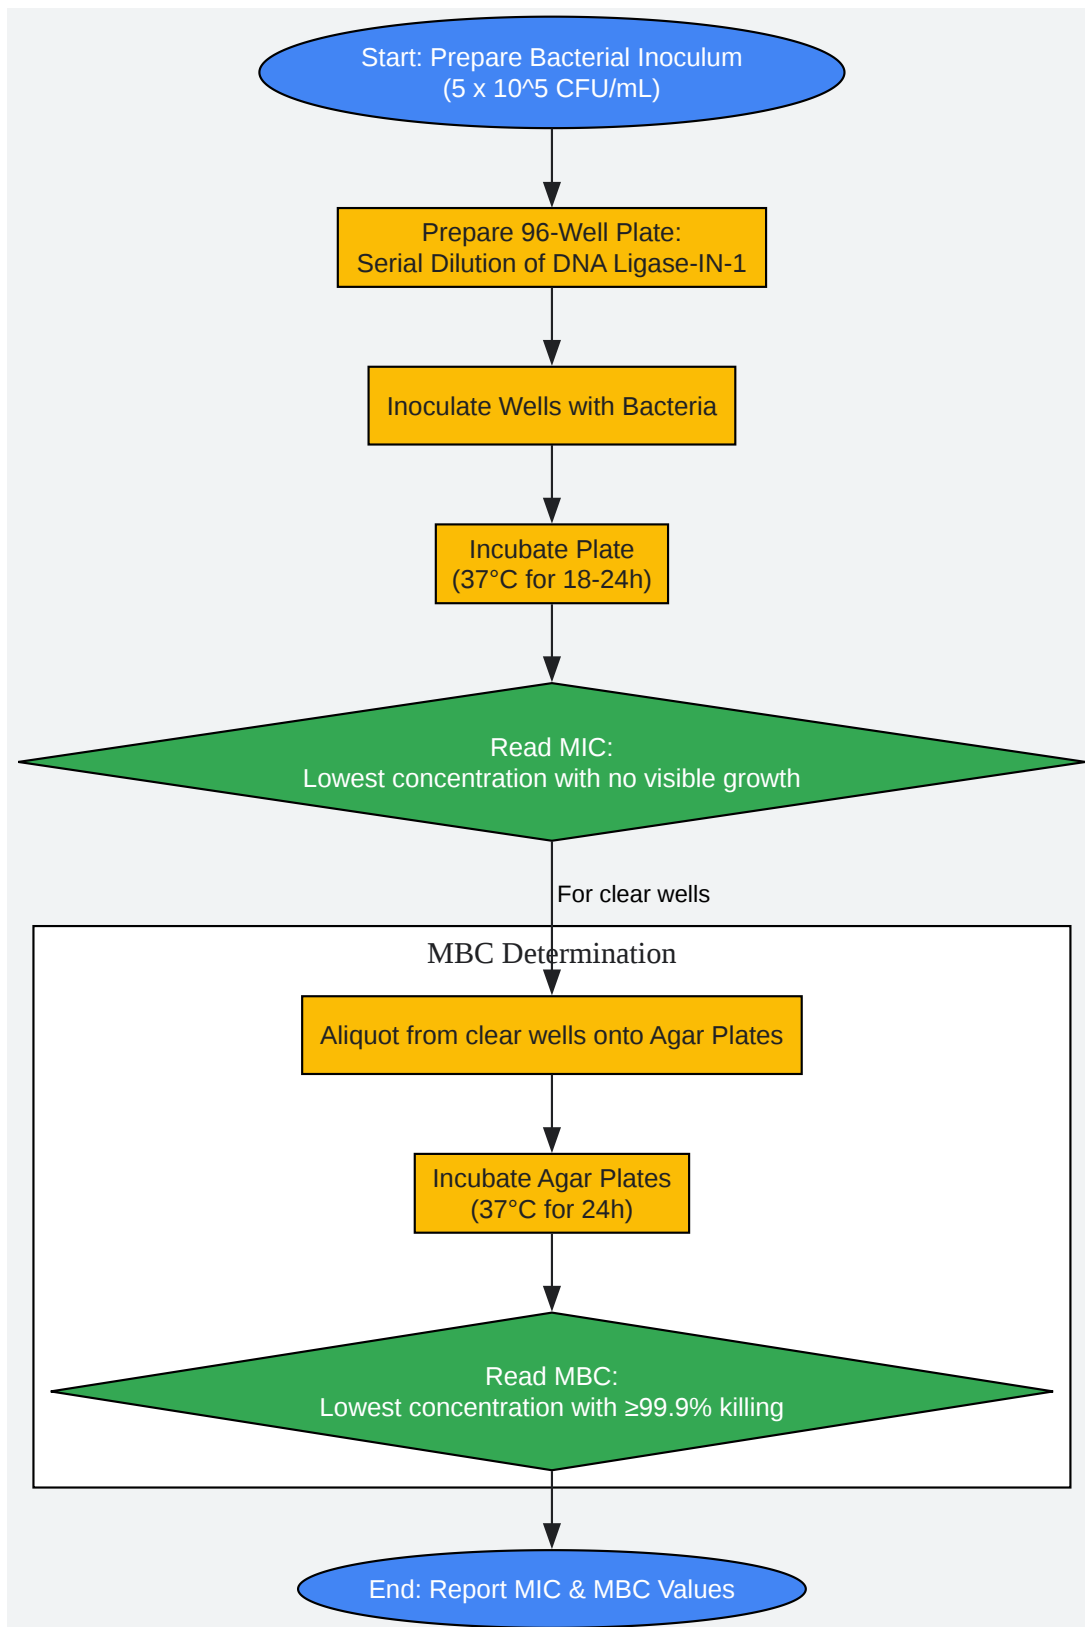 Start: Prepare Bacterial Inoculum
(5 x 10^5 CFU/mL)
Prepare 96-Well Plate:
Serial Dilution of DNA Ligase-IN-1
Inoculate Wells with Bacteria
Incubate Plate
(37°C for 18-24h)
Read MIC:
Lowest concentration with no visible growth
For clear wells
MBC Determination
Aliquot from clear wells onto Agar Plates
Incubate Agar Plates
(37°C for 24h)
Read MBC:
Lowest concentration with ≥99.9% killing
End: Report MIC & MBC Values